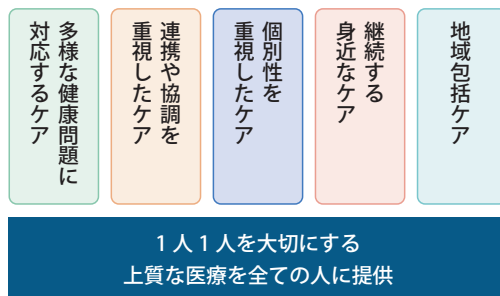 多様な健康問題に
対応するケア
連携や協調を
重視したケア
個別性を
重視したケア
継続する
身近なケア
地域包括ケア
1人1人を大切にする
上質な医療を全ての人に提供